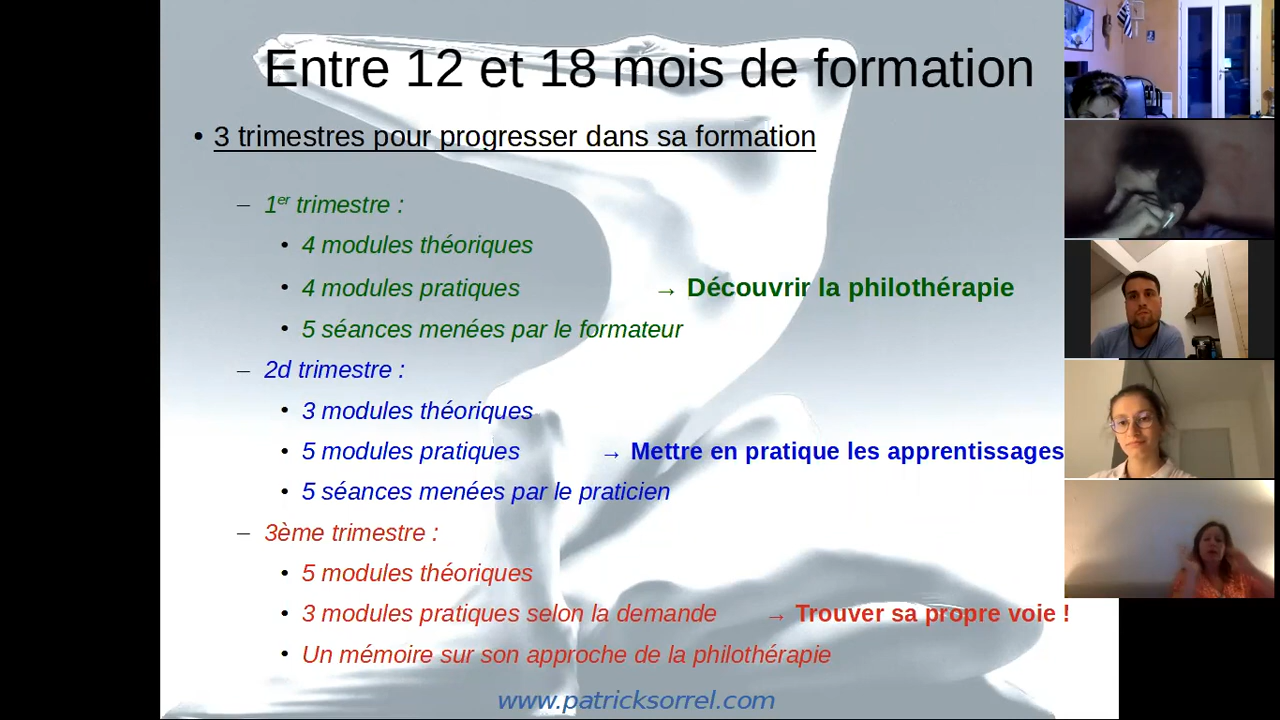 Entre 12 et 18 mois de formation
• 3 trimestres pour progresser dans sa formation
– 1er trimestre :
• 4 modules théoriques
• 4 modules pratiques → Découvrir la philothérapie
• 5 séances menées par le formateur
– 2d trimestre :
• 3 modules théoriques
• 5 modules pratiques → Mettre en pratique les apprentissages
• 5 séances menées par le praticien
– 3ème trimestre :
• 5 modules théoriques
• 3 modules pratiques selon la demande → Trouver sa propre voie !
• Un mémoire sur son approche de la philothérapie
www.patricksorrel.com